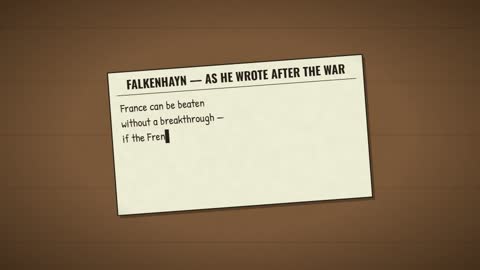 FALKENHAYN — AS HE WROTE AFTER THE WAR
France can be beaten
without a breakthrough —
if the Fren